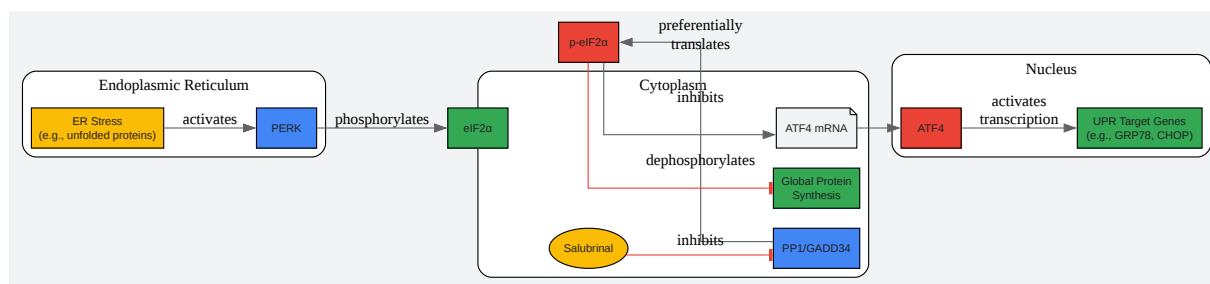 preferentially
translates
p-eIF2α
Endoplasmic Reticulum
Cytoplasm
Nucleus
inhibits
ER Stress
(e.g., unfolded proteins)
activates
PERK
phosphorylates
eIF2α
ATF4 mRNA
ATF4
activates
transcription
UPR Target Genes
(e.g., GRP78, CHOP)
dephosphorylates
Global Protein
Synthesis
Salubrinal
inhibits
PP1/GADD34